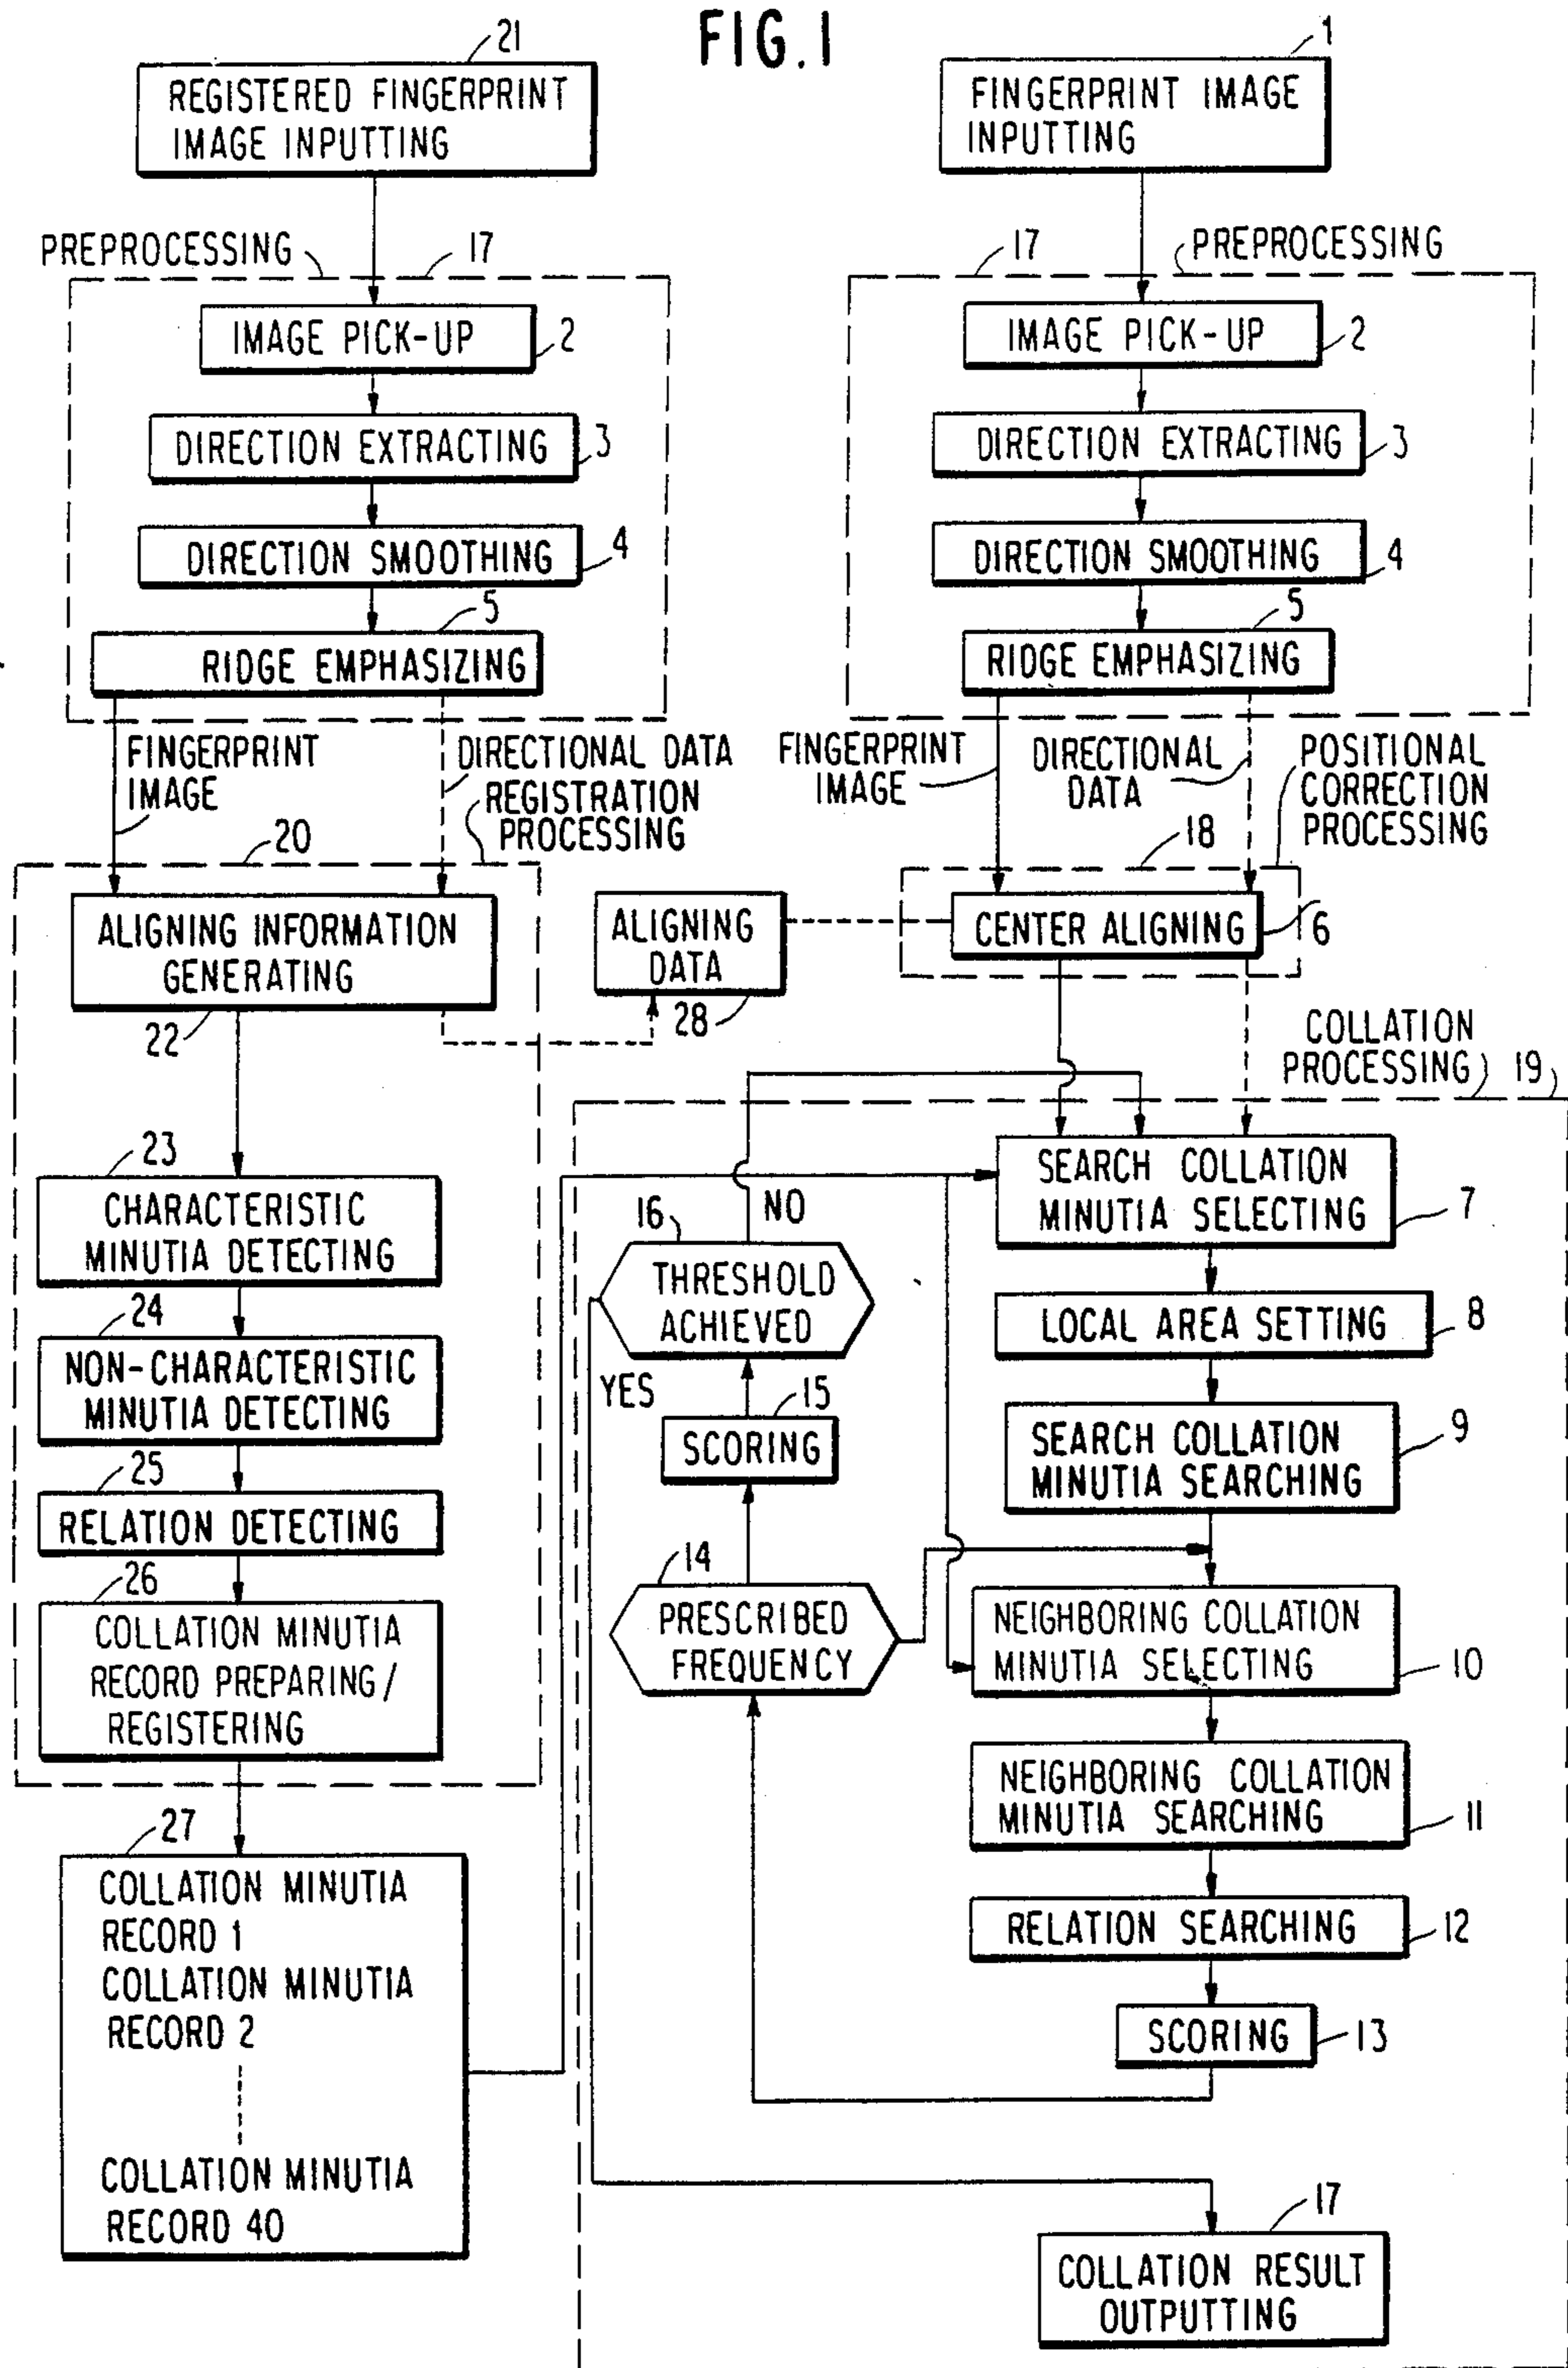 FIG.1
21
REGISTERED FINGERPRINT
IMAGE INPUTTING
PREPROCESSING
17
IMAGE PICK-UP
2
DIRECTION EXTRACTING
3
DIRECTION SMOOTHING
4
5
RIDGE EMPHASIZING
FINGERPRINT
IMAGE
DIRECTIONAL DATA
REGISTRATION
PROCESSING
20
ALIGNING INFORMATION
GENERATING
22
23
CHARACTERISTIC
MINUTIA DETECTING
24
NON-CHARACTERISTIC
MINUTIA DETECTING
25
RELATION DETECTING
26
COLLATION MINUTIA
RECORD PREPARING/
REGISTERING
27
COLLATION MINUTIA
RECORD 1
COLLATION MINUTIA
RECORD 2
COLLATION MINUTIA
RECORD 40
1
FINGERPRINT IMAGE
INPUTTING
17
PREPROCESSING
IMAGE PICK-UP
2
DIRECTION EXTRACTING
3
DIRECTION SMOOTHING
4
5
RIDGE EMPHASIZING
FINGERPRINT
IMAGE
DIRECTIONAL
DATA
POSITIONAL
CORRECTION
PROCESSING
18
ALIGNING
DATA
28
CENTER ALIGNING
6
COLLATION
PROCESSING
19
SEARCH COLLATION
MINUTIA SELECTING
7
LOCAL AREA SETTING
8
SEARCH COLLATION
MINUTIA SEARCHING
9
NEIGHBORING COLLATION
MINUTIA SELECTING
10
NEIGHBORING COLLATION
MINUTIA SEARCHING
11
RELATION SEARCHING
12
SCORING
13
14
PRESCRIBED
FREQUENCY
15
SCORING
16
NO
THRESHOLD
ACHIEVED
YES
17
COLLATION RESULT
OUTPUTTING